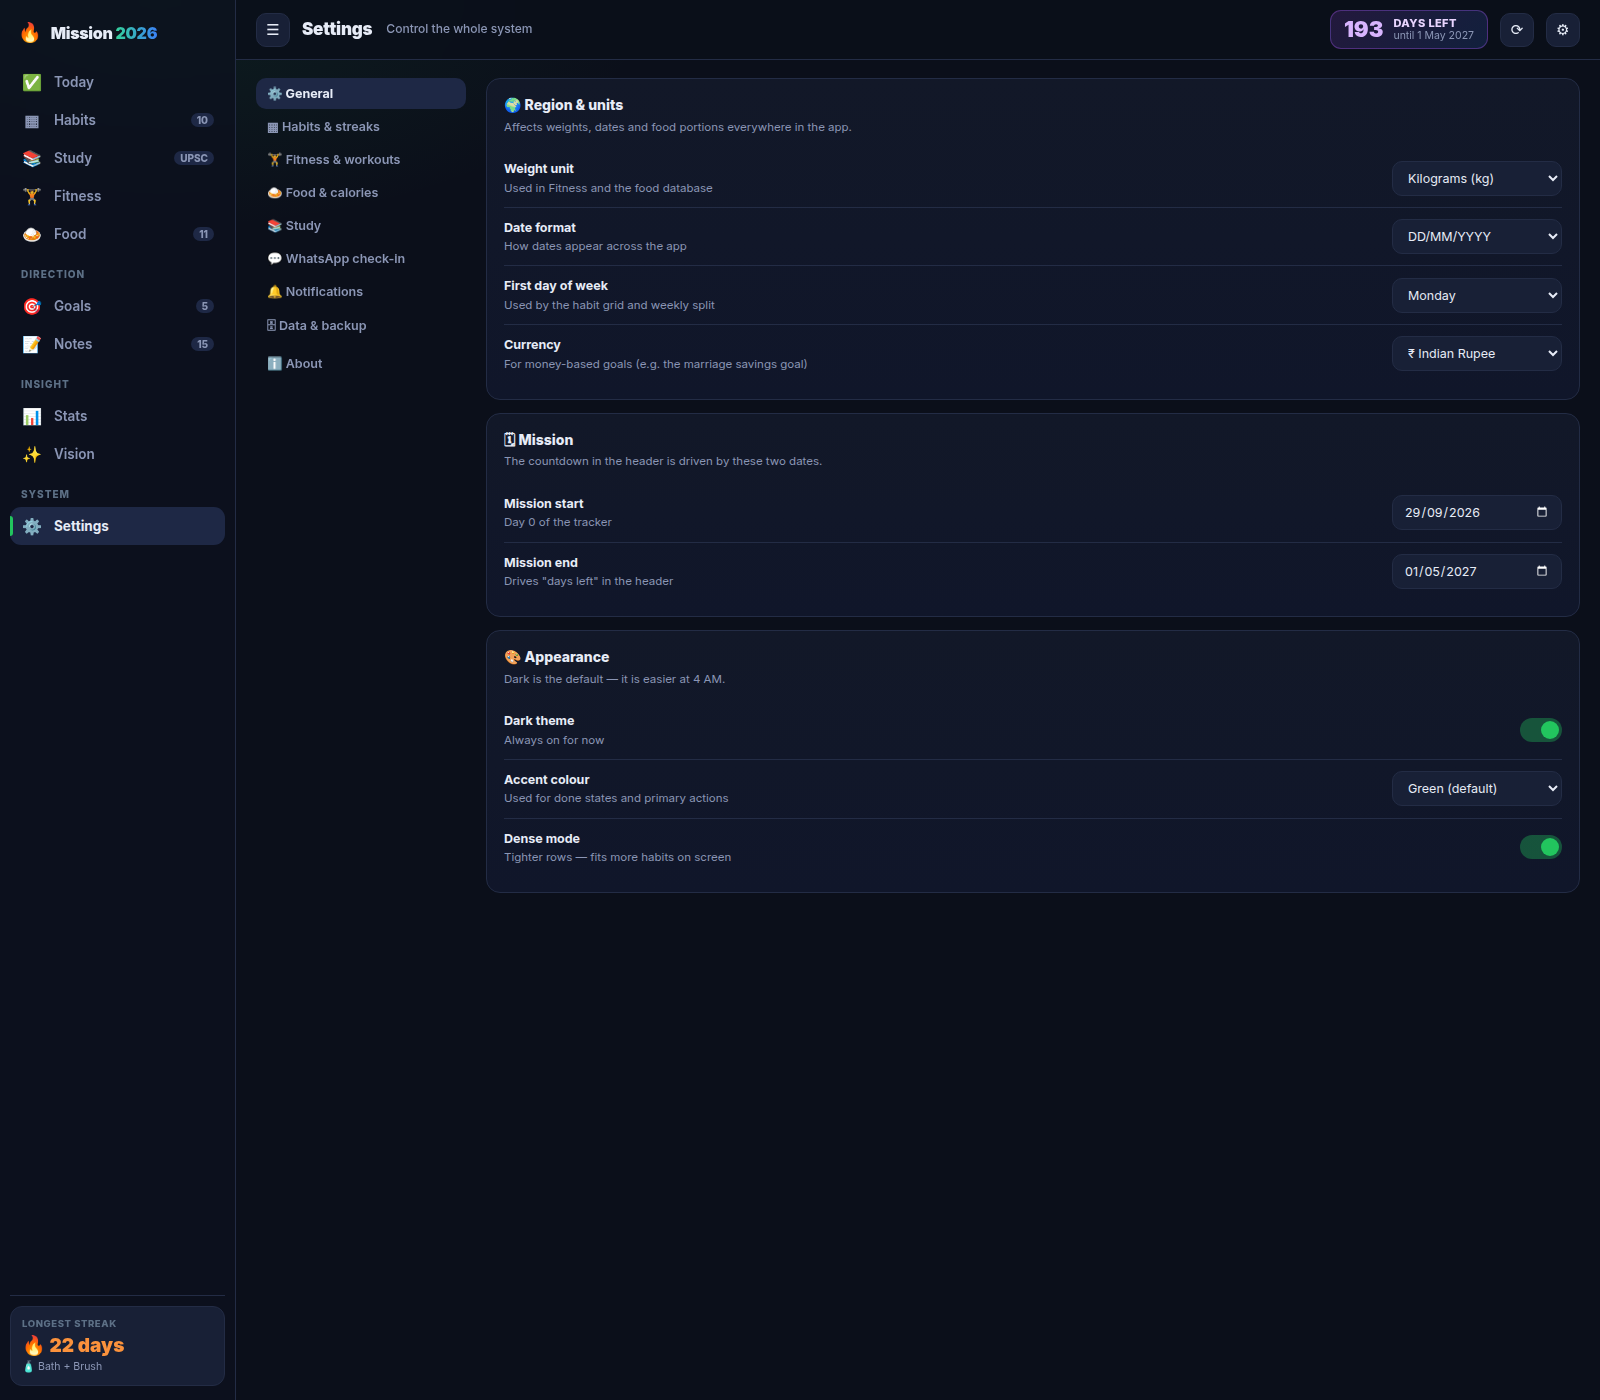 Mission 2026
Today
Habits 10
Study UPSC
Fitness
Food 11
DIRECTION
Goals 5
Notes 15
INSIGHT
Stats
Vision
SYSTEM
Settings
LONGEST STREAK
22 days
Bath + Brush
Settings Control the whole system
193 DAYS LEFT
until 1 May 2027
General
Habits & streaks
Fitness & workouts
Food & calories
Study
WhatsApp check-in
Notifications
Data & backup
About
Region & units
Affects weights, dates and food portions everywhere in the app.
Weight unit
Used in Fitness and the food database
Kilograms (kg)
Date format
How dates appear across the app
DD/MM/YYYY
First day of week
Used by the habit grid and weekly split
Monday
Currency
For money-based goals (e.g. the marriage savings goal)
₹ Indian Rupee
Mission
The countdown in the header is driven by these two dates.
Mission start
Day 0 of the tracker
29/09/2026
Mission end
Drives "days left" in the header
01/05/2027
Appearance
Dark is the default — it is easier at 4 AM.
Dark theme
Always on for now
Accent colour
Used for done states and primary actions
Green (default)
Dense mode
Tighter rows — fits more habits on screen